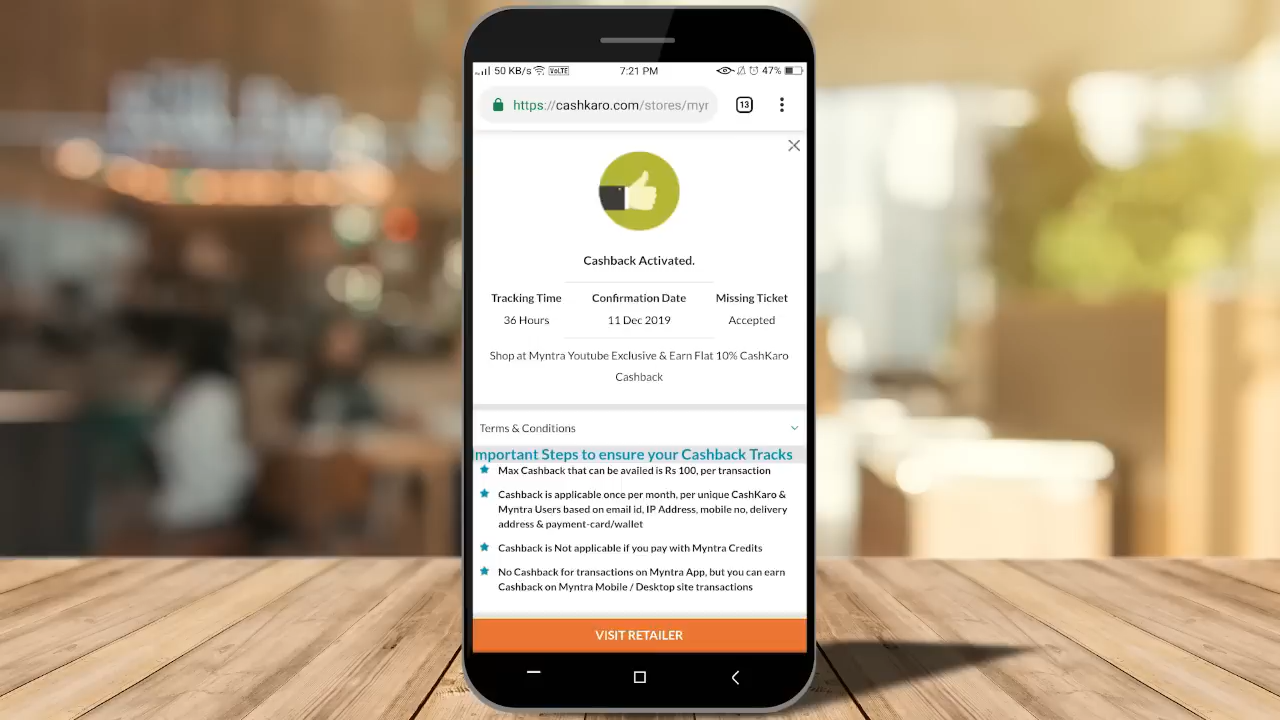 50 KB/s VoLTE 7:21 PM 47%
https://cashkaro.com/stores/myr 13
Cashback Activated.
Tracking Time Confirmation Date Missing Ticket
36 Hours 11 Dec 2019 Accepted
Shop at Myntra Youtube Exclusive & Earn Flat 10% CashKaro
Cashback
Terms & Conditions
mportant Steps to ensure your Cashback Tracks
Max Cashback that can be availed is Rs 100, per transaction
Cashback is applicable once per month, per unique CashKaro &
Myntra Users based on email id, IP Address, mobile no, delivery
address & payment-card/wallet
Cashback is Not applicable if you pay with Myntra Credits
No Cashback for transactions on Myntra App, but you can earn
Cashback on Myntra Mobile / Desktop site transactions
VISIT RETAILER